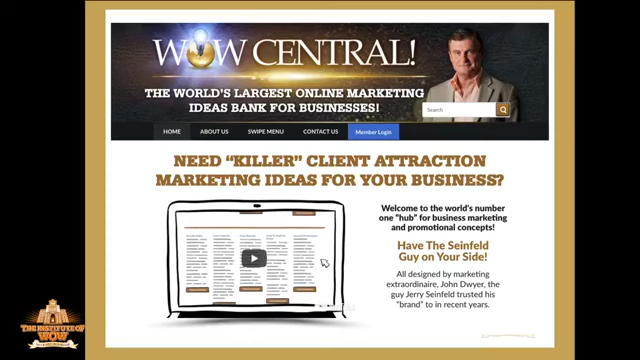 WOW CENTRAL!
THE WORLD'S LARGEST ONLINE MARKETING
IDEAS BANK FOR BUSINESSES!
Search
HOME ABOUT US SWIPE MENU CONTACT US Member Login
NEED "KILLER" CLIENT ATTRACTION
MARKETING IDEAS FOR YOUR BUSINESS?
Welcome to the world's number
one "hub" for business marketing
and promotional concepts!
Have The Seinfeld
Guy on Your Side!
All designed by marketing
extraordinaire, John Dwyer, the
guy Jerry Seinfeld trusted his
"brand" to in recent years.
THE INSTITUTE OF
WOW